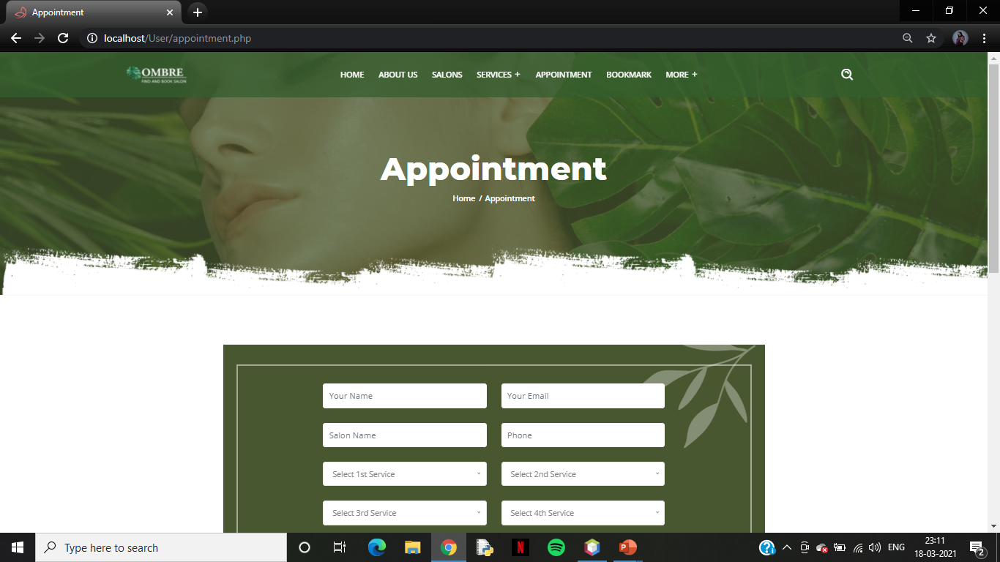 Appointment
localhost/User/appointment.php
OMBRE
FIND AND BOOK SALON
HOME ABOUT US SALONS SERVICES + APPOINTMENT BOOKMARK MORE +
Appointment
Home / Appointment
Your Name Your Email
Salon Name Phone
Select 1st Service Select 2nd Service
Select 3rd Service Select 4th Service
Type here to search
ENG
23:11
18-03-2021
2